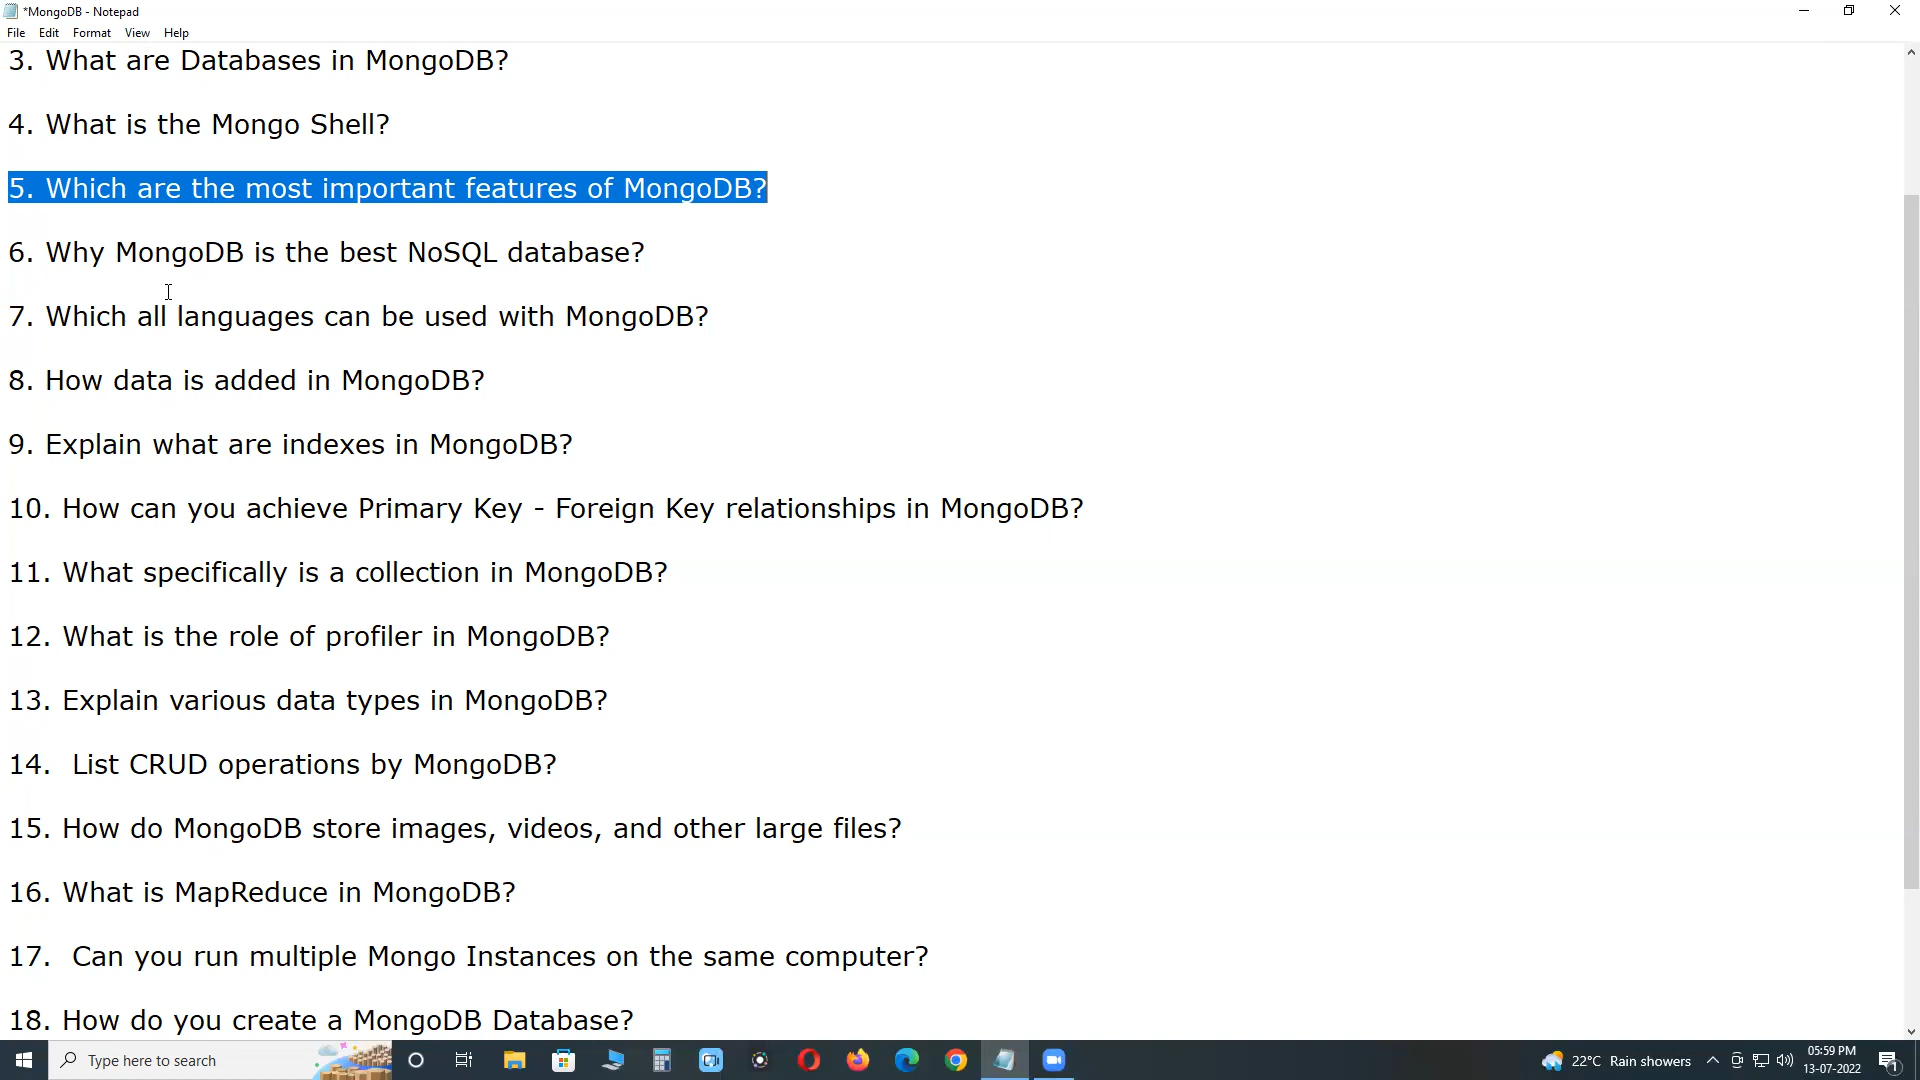 *MongoDB - Notepad
File Edit Format View Help
3. What are Databases in MongoDB?
4. What is the Mongo Shell?
5. Which are the most important features of MongoDB?
6. Why MongoDB is the best NoSQL database?
7. Which all languages can be used with MongoDB?
8. How data is added in MongoDB?
9. Explain what are indexes in MongoDB?
10. How can you achieve Primary Key - Foreign Key relationships in MongoDB?
11. What specifically is a collection in MongoDB?
12. What is the role of profiler in MongoDB?
13. Explain various data types in MongoDB?
14.  List CRUD operations by MongoDB?
15. How do MongoDB store images, videos, and other large files?
16. What is MapReduce in MongoDB?
17.  Can you run multiple Mongo Instances on the same computer?
18. How do you create a MongoDB Database?
Type here to search
22°C Rain showers
05:59 PM
13-07-2022
1